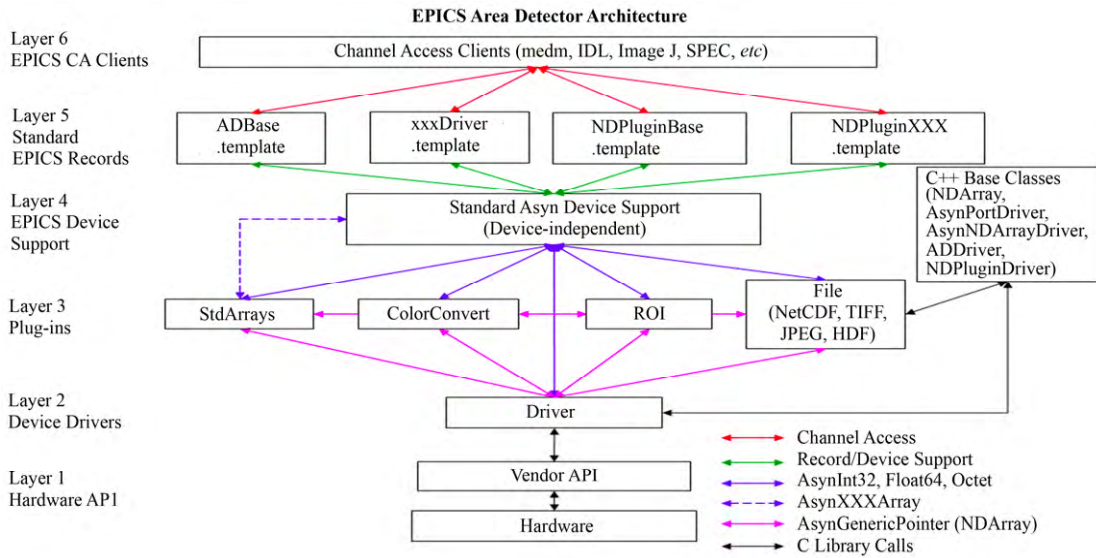 EPICS Area Detector Architecture
Layer 6
EPICS CA Clients
Channel Access Clients (medm, IDL, Image J, SPEC, etc)
Layer 5
Standard
EPICS Records
ADBase
.template
xxxDriver
.template
NDPluginBase
.template
NDPluginXXX
.template
C++ Base Classes
(NDArray,
AsynPortDriver,
AsynNDArrayDriver,
ADDriver,
NDPluginDriver)
Layer 4
EPICS Device
Support
Standard Asyn Device Support
(Device-independent)
Layer 3
Plug-ins
StdArrays
ColorConvert
ROI
File
(NetCDF, TIFF,
JPEG, HDF)
Layer 2
Device Drivers
Driver
Layer 1
Hardware AP1
Vendor API
Hardware
Channel Access
Record/Device Support
AsynInt32, Float64, Octet
AsynXXXArray
AsynGenericPointer (NDArray)
C Library Calls